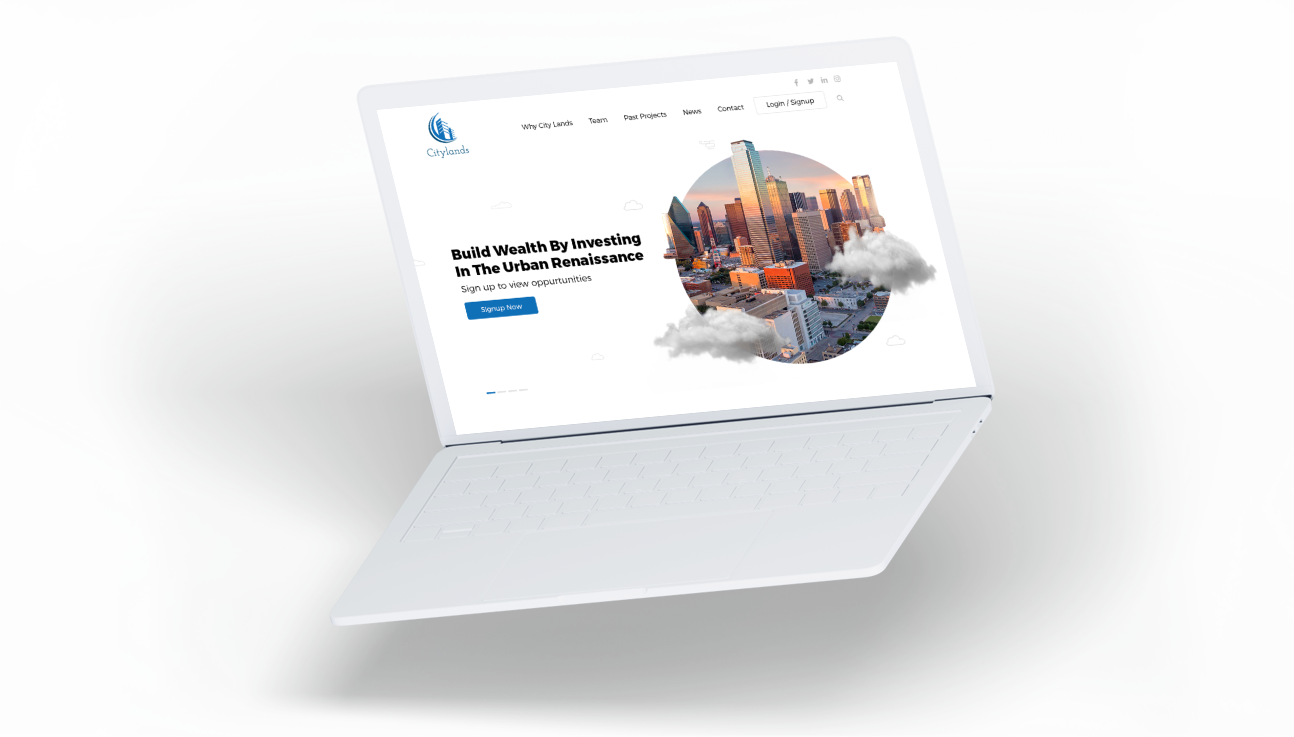 Citylands
Why City Lands
Team
Past Projects
News
Contact
Login / Signup
Build Wealth By Investing
In The Urban Renaissance
Sign up to view oppurtunities
Signup Now